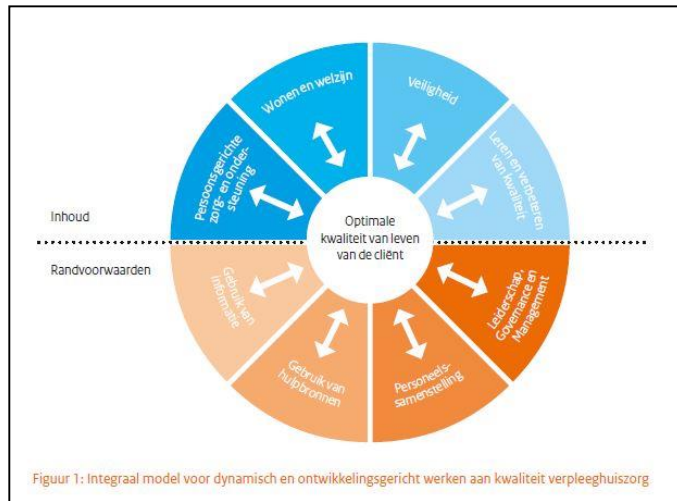 Wonen en welzijn
Veiligheid
Persoonsgerichte
zorg- en onder-
steuning
Leren en verbeteren
van kwaliteit
Inhoud
Optimale
kwaliteit van leven
van de cliënt
Randvoorwaarden
Gebruik van
informatie
Leiderschap,
Governance en
Management
Gebruik van
hulpbronnen
Personeels-
samenstelling
Figuur 1: Integraal model voor dynamisch en ontwikkelingsgericht werken aan kwaliteit verpleeghuiszorg